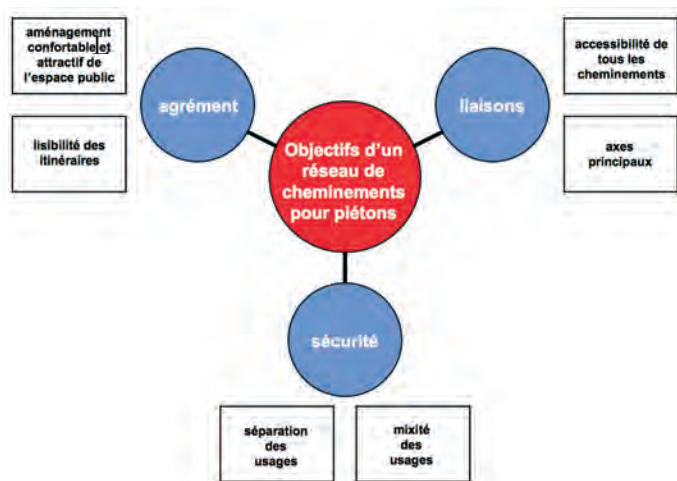 aménagement
confortable et
attractif de
l'espace public
agrément
lisibilité des
itinéraires
Objectifs d'un
réseau de
cheminements
pour piétons
liaisons
accessibilité de
tous les
cheminements
axes
principaux
sécurité
séparation
des
usages
mixité
des
usages